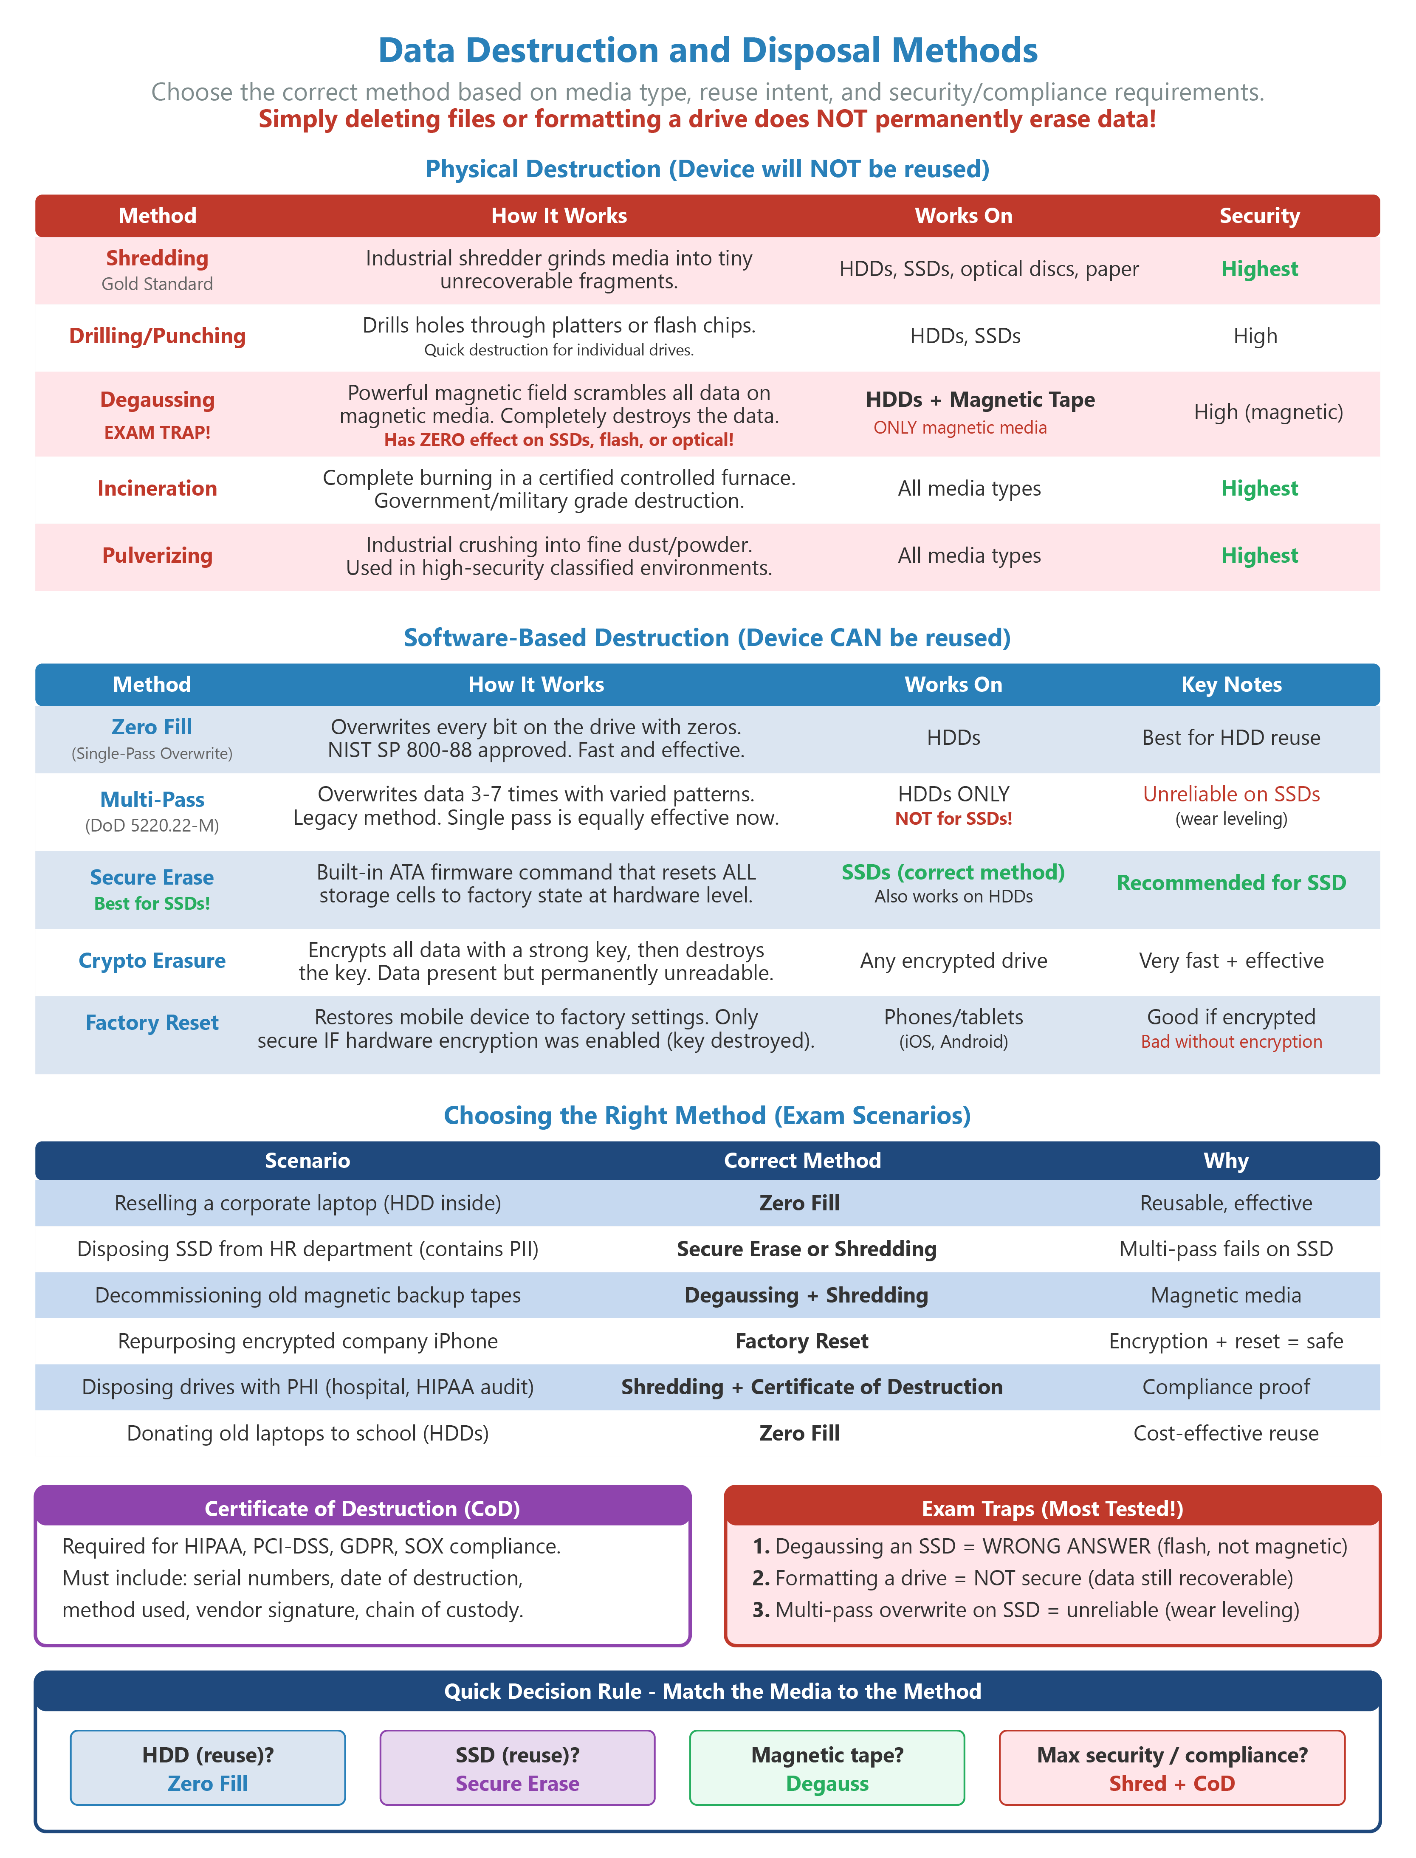 Data Destruction and Disposal Methods
Choose the correct method based on media type, reuse intent, and security/compliance requirements.
Simply deleting files or formatting a drive does NOT permanently erase data!
Physical Destruction (Device will NOT be reused)
Method How It Works Works On Security
Shredding
Gold Standard
Industrial shredder grinds media into tiny
unrecoverable fragments.
HDDs, SSDs, optical discs, paper
Highest
Drilling/Punching
Drills holes through platters or flash chips.
Quick destruction for individual drives.
HDDs, SSDs
High
Degaussing
EXAM TRAP!
Powerful magnetic field scrambles all data on
magnetic media. Completely destroys the data.
Has ZERO effect on SSDs, flash, or optical!
HDDs + Magnetic Tape
ONLY magnetic media
High (magnetic)
Incineration
Complete burning in a certified controlled furnace.
Government/military grade destruction.
All media types
Highest
Pulverizing
Industrial crushing into fine dust/powder.
Used in high-security classified environments.
All media types
Highest
Software-Based Destruction (Device CAN be reused)
Method How It Works Works On Key Notes
Zero Fill
(Single-Pass Overwrite)
Overwrites every bit on the drive with zeros.
NIST SP 800-88 approved. Fast and effective.
HDDs
Best for HDD reuse
Multi-Pass
(DoD 5220.22-M)
Overwrites data 3-7 times with varied patterns.
Legacy method. Single pass is equally effective now.
HDDs ONLY
NOT for SSDs!
Unreliable on SSDs
(wear leveling)
Secure Erase
Best for SSDs!
Built-in ATA firmware command that resets ALL
storage cells to factory state at hardware level.
SSDs (correct method)
Also works on HDDs
Recommended for SSD
Crypto Erasure
Encrypts all data with a strong key, then destroys
the key. Data present but permanently unreadable.
Any encrypted drive
Very fast + effective
Factory Reset
Restores mobile device to factory settings. Only
secure IF hardware encryption was enabled (key destroyed).
Phones/tablets
(iOS, Android)
Good if encrypted
Bad without encryption
Choosing the Right Method (Exam Scenarios)
Scenario Correct Method Why
Reselling a corporate laptop (HDD inside) Zero Fill Reusable, effective
Disposing SSD from HR department (contains PII) Secure Erase or Shredding Multi-pass fails on SSD
Decommissioning old magnetic backup tapes Degaussing + Shredding Magnetic media
Repurposing encrypted company iPhone Factory Reset Encryption + reset = safe
Disposing drives with PHI (hospital, HIPAA audit) Shredding + Certificate of Destruction Compliance proof
Donating old laptops to school (HDDs) Zero Fill Cost-effective reuse
Certificate of Destruction (CoD)
Required for HIPAA, PCI-DSS, GDPR, SOX compliance.
Must include: serial numbers, date of destruction,
method used, vendor signature, chain of custody.
Exam Traps (Most Tested!)
1. Degaussing an SSD = WRONG ANSWER (flash, not magnetic)
2. Formatting a drive = NOT secure (data still recoverable)
3. Multi-pass overwrite on SSD = unreliable (wear leveling)
Quick Decision Rule - Match the Media to the Method
HDD (reuse)?
Zero Fill
SSD (reuse)?
Secure Erase
Magnetic tape?
Degauss
Max security / compliance?
Shred + CoD